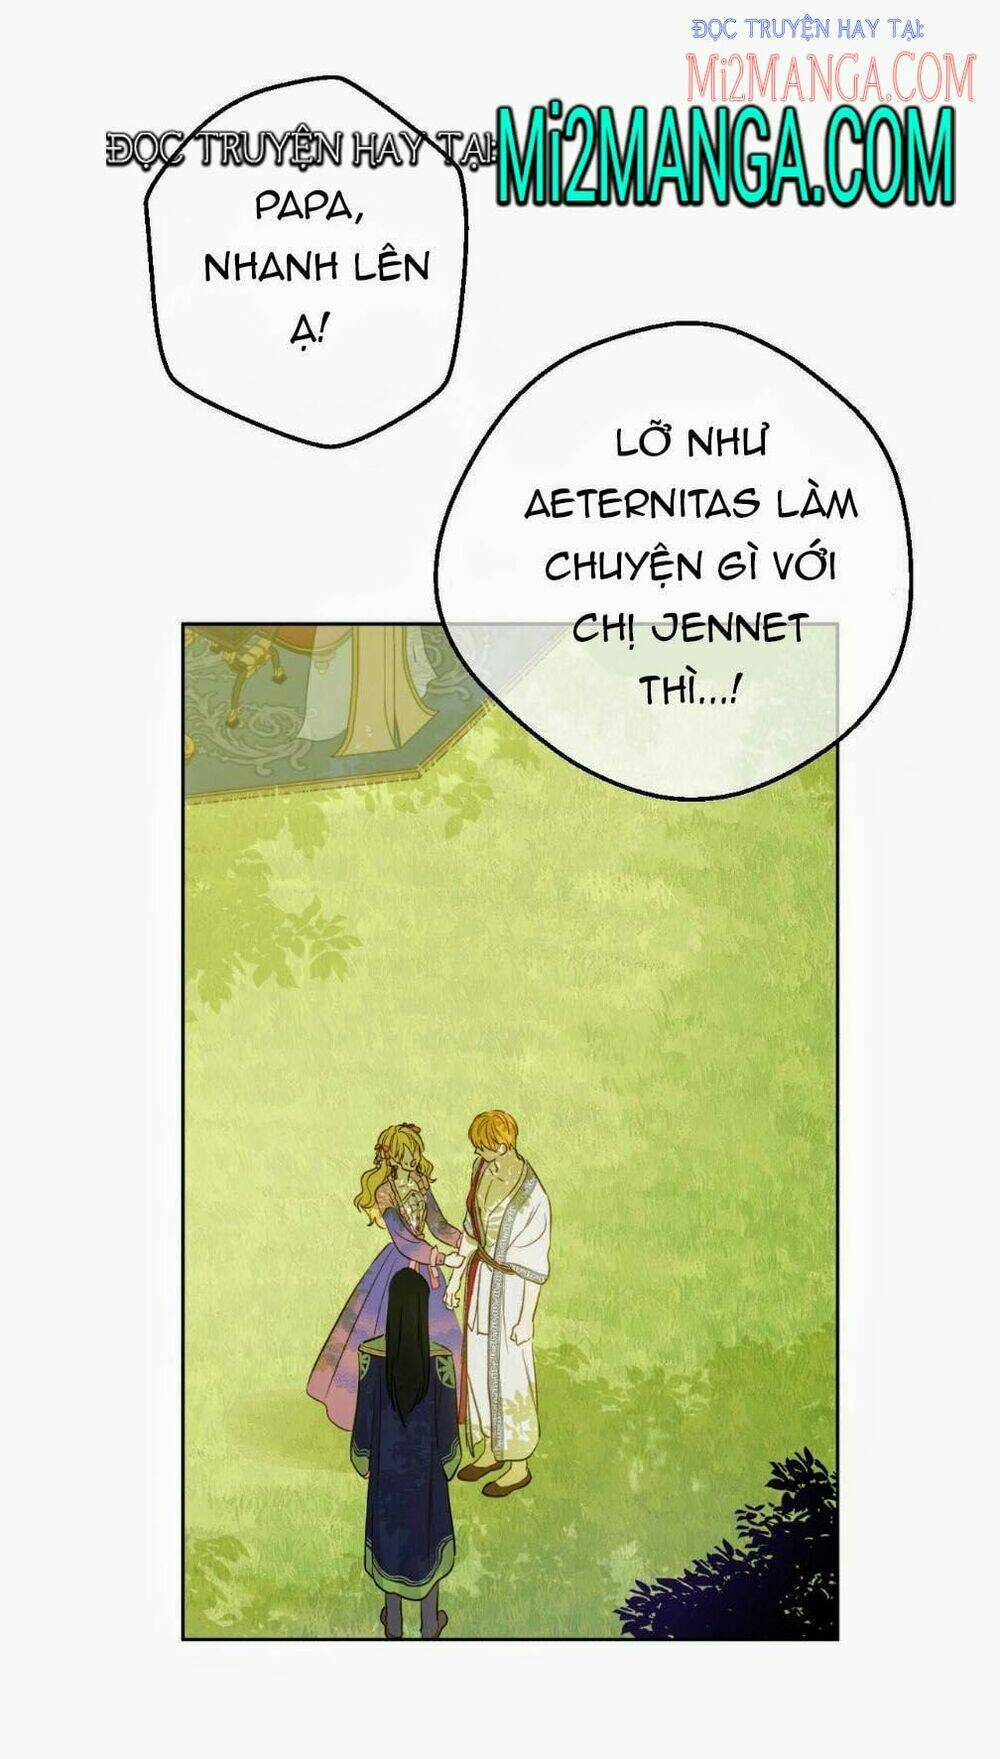 ĐỌC TRUYỆN HAY TẠI:
Mi2MANGA.COM
ĐỌC TRUYỆN HAY TẠI:
Mi2MANGA.COM
PAPA,
NHANH LÊN
Ạ!
LỠ NHƯ
AETERNITAS LÀM
CHUYỆN GÌ VỚI
CHỊ JENNET
THÌ...!